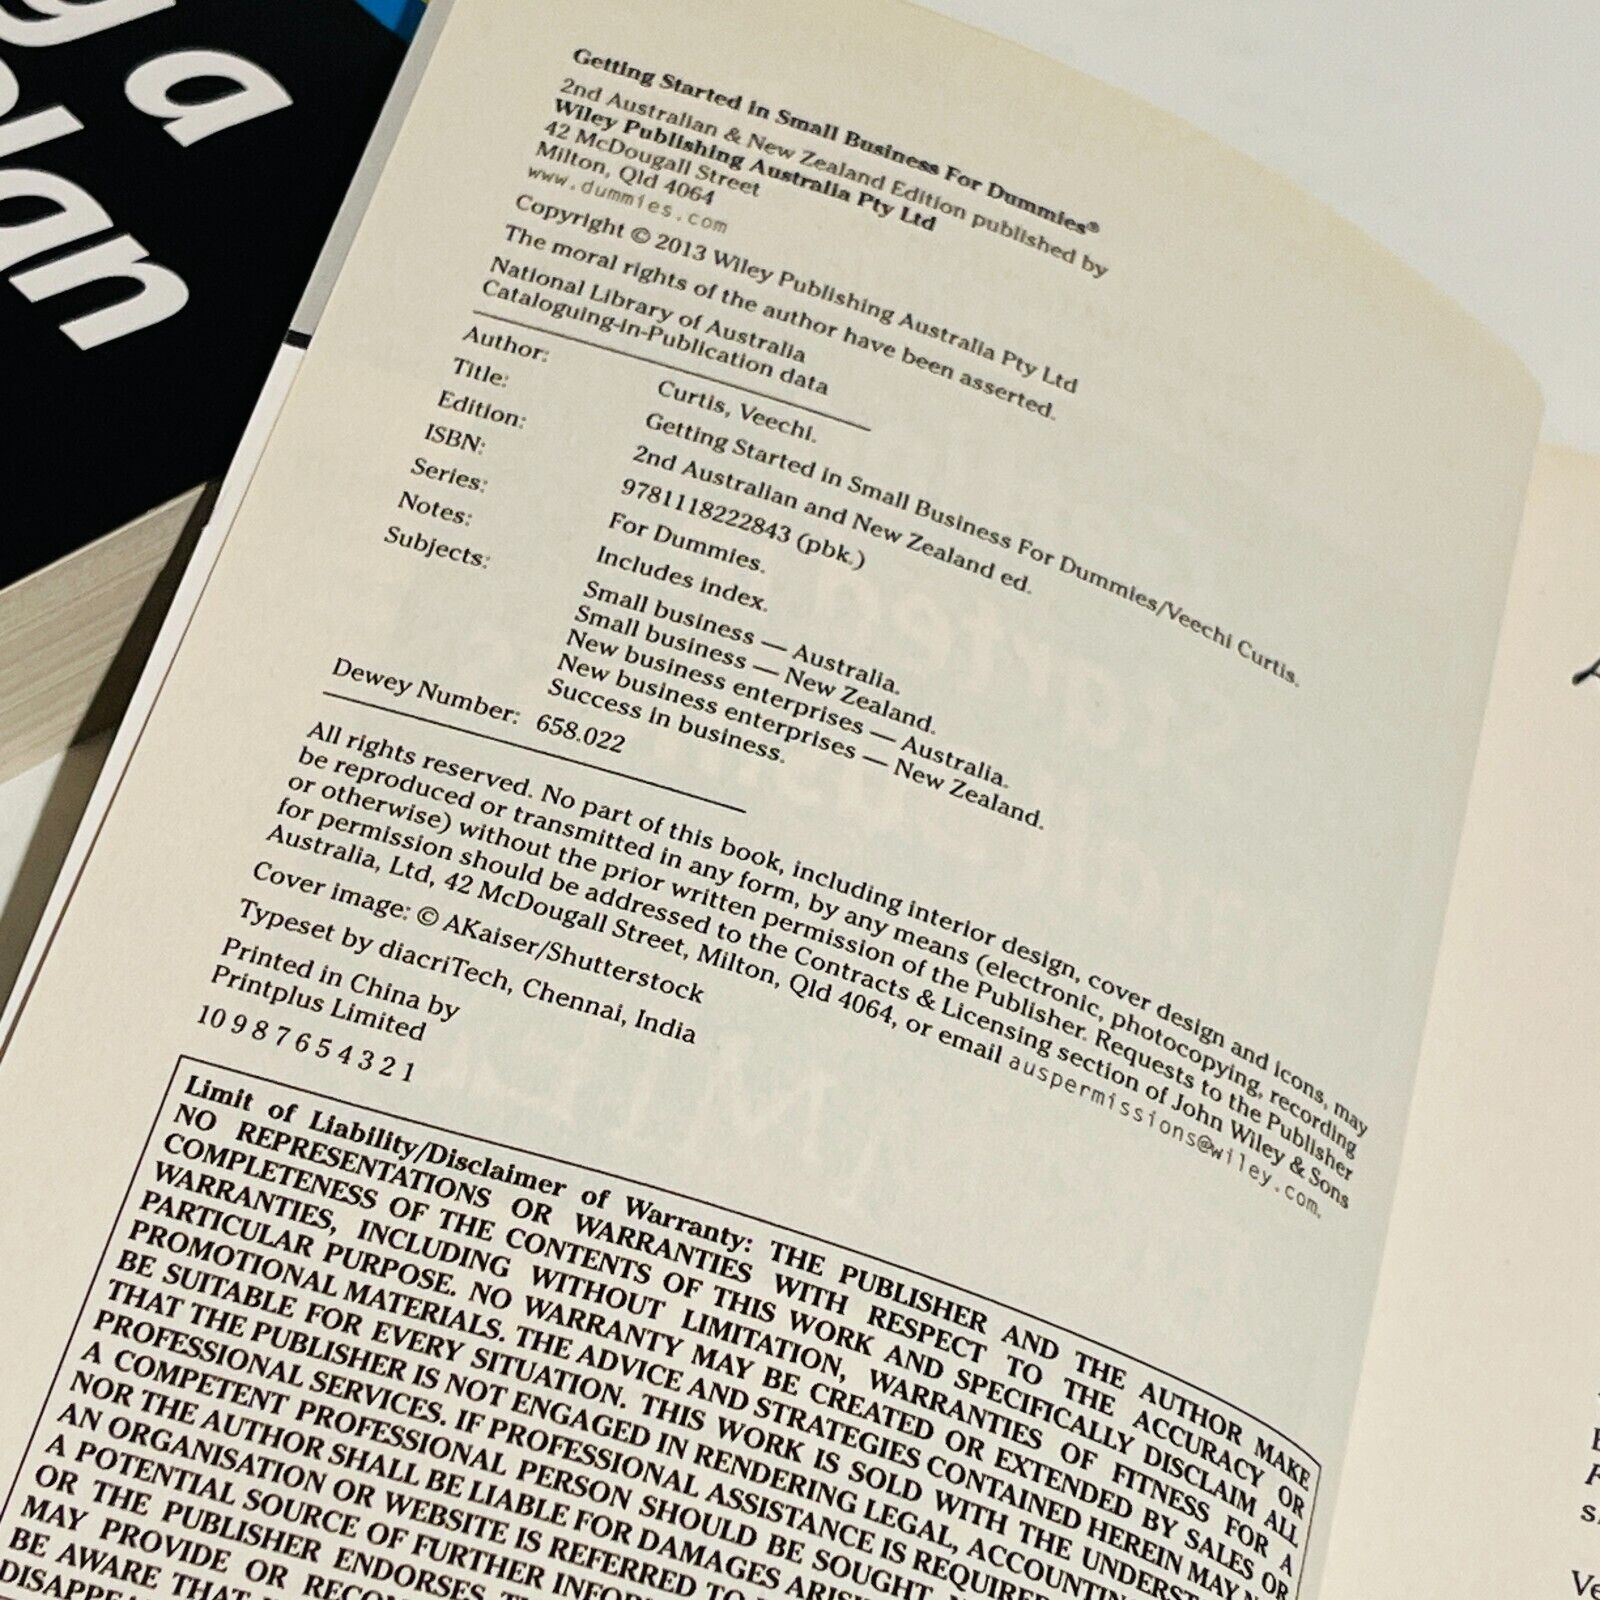 g a
lan
Getting Started in Small Business For Dummies®
2nd Australian & New Zealand Edition published by
Wiley Publishing Australia Pty Ltd
42 McDougall Street
Milton, Qld 4064
www.dummies.com
Copyright © 2013 Wiley Publishing Australia Pty Ltd
The moral rights of the author have been asserted.
National Library of Australia
Cataloguing-in-Publication data
Author: Curtis, Veechi.
Title: Getting Started in Small Business For Dummies/Veechi Curtis.
Edition: 2nd Australian and New Zealand ed.
ISBN: 9781118222843 (pbk.)
Series: For Dummies.
Notes: Includes index.
Subjects: Small business — Australia.
Small business — New Zealand.
New business enterprises — Australia.
New business enterprises — New Zealand.
Success in business.
Dewey Number: 658.022
All rights reserved. No part of this book, including interior design, cover design and icons, may
be reproduced or transmitted in any form, by any means (electronic, photocopying, recording
or otherwise) without the prior written permission of the Publisher. Requests to the Publisher
for permission should be addressed to the Contracts & Licensing section of John Wiley & Sons
Australia, Ltd, 42 McDougall Street, Milton, Qld 4064, or email auspermissions@wiley.com.
Cover image: © AKaiser/Shutterstock
Typeset by diacriTech, Chennai, India
Printed in China by
Printplus Limited
10 9 8 7 6 5 4 3 2 1
Limit of Liability/Disclaimer of Warranty: THE PUBLISHER AND THE AUTHOR MAKE
NO REPRESENTATIONS OR WARRANTIES WITH RESPECT TO THE ACCURACY OR
COMPLETENESS OF THE CONTENTS OF THIS WORK AND SPECIFICALLY DISCLAIM ALL
WARRANTIES, INCLUDING WITHOUT LIMITATION, WARRANTIES OF FITNESS FOR A
PARTICULAR PURPOSE. NO WARRANTY MAY BE CREATED OR EXTENDED BY SALES OR
PROMOTIONAL MATERIALS. THE ADVICE AND STRATEGIES CONTAINED HEREIN MAY N
BE SUITABLE FOR EVERY SITUATION. THIS WORK IS SOLD WITH THE UNDERST
THAT THE PUBLISHER IS NOT ENGAGED IN RENDERING LEGAL, ACCOUNTIN
PROFESSIONAL SERVICES. IF PROFESSIONAL ASSISTANCE IS REQUIRE
A COMPETENT PROFESSIONAL PERSON SHOULD BE SOUGHT.
NOR THE AUTHOR SHALL BE LIABLE FOR DAMAGES ARISI
AN ORGANISATION OR WEBSITE IS REFERRED TO
A POTENTIAL SOURCE OF FURTHER INFOR
OR THE PUBLISHER ENDORSES
MAY PROVIDE OR RECO
BE AWARE THAT
DISAPPE
Ve